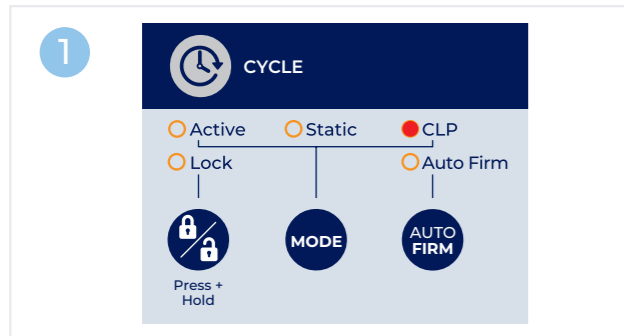 1
CYCLE
Active Static CLP
Lock Auto Firm
MODE
AUTO
FIRM
Press +
Hold